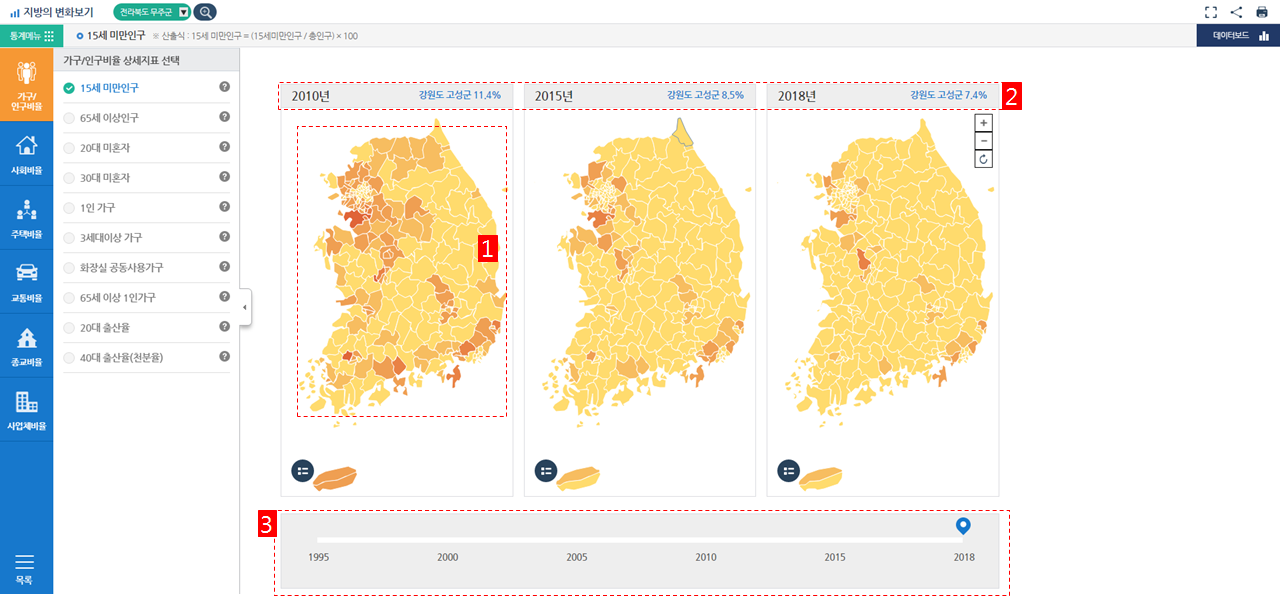 지방의 변화보기
전라북도 무주군
통계메뉴
15세 미만인구 ※ 산출식 : 15세 미만인구 = (15세미만인구 / 총인구) × 100
데이터보드
가구/
인구비율
사회비율
주택비율
교통비율
종교비율
사업체비율
목록
가구/인구비율 상세지표 선택
15세 미만인구 ?
65세 이상인구 ?
20대 미혼자 ?
30대 미혼자 ?
1인 가구 ?
3세대이상 가구 ?
화장실 공동사용가구 ?
65세 이상 1인가구 ?
20대 출산율 ?
40대 출산율(천분율) ?
2010년 강원도 고성군 11.4%
2015년 강원도 고성군 8.5%
2018년 강원도 고성군 7.4%
2
+
−
1
3
1995 2000 2005 2010 2015 2018